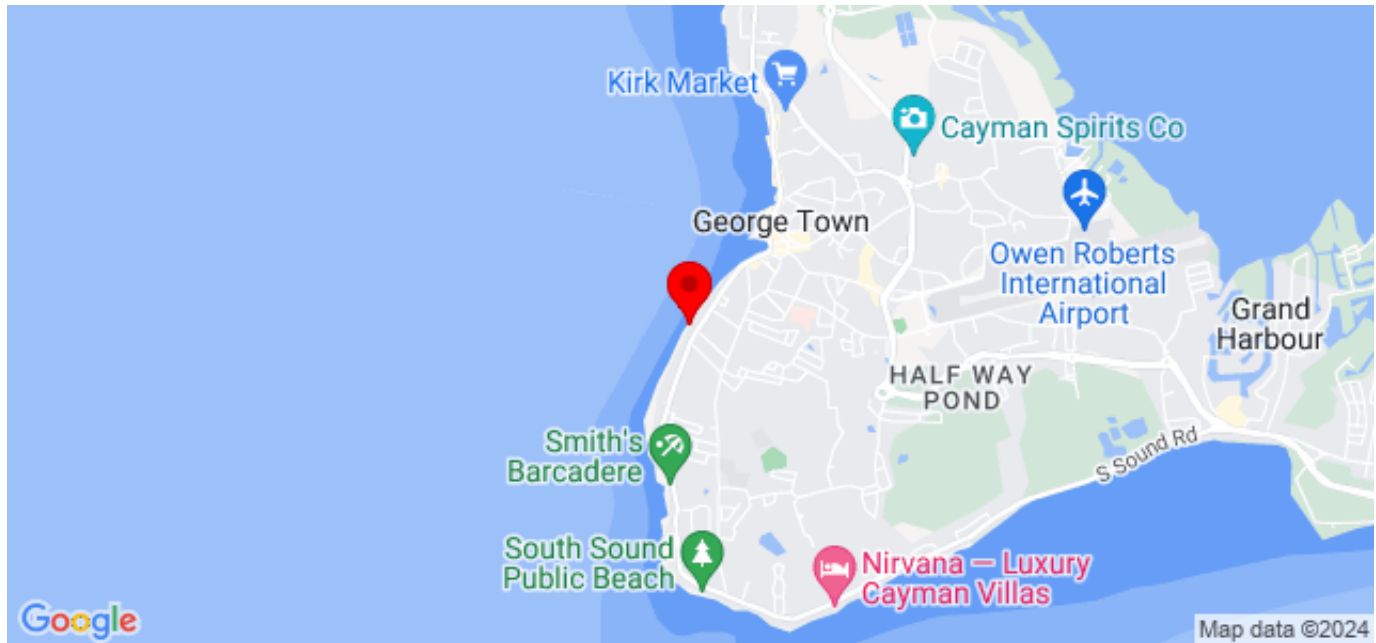 Kirk Market
Cayman Spirits Co
George Town
Owen Roberts
International
Airport
Grand
Harbour
HALF WAY
POND
Smith's
Barcadere
S Sound Rd
South Sound
Public Beach
Nirvana — Luxury
Cayman Villas
Google
Map data ©2024